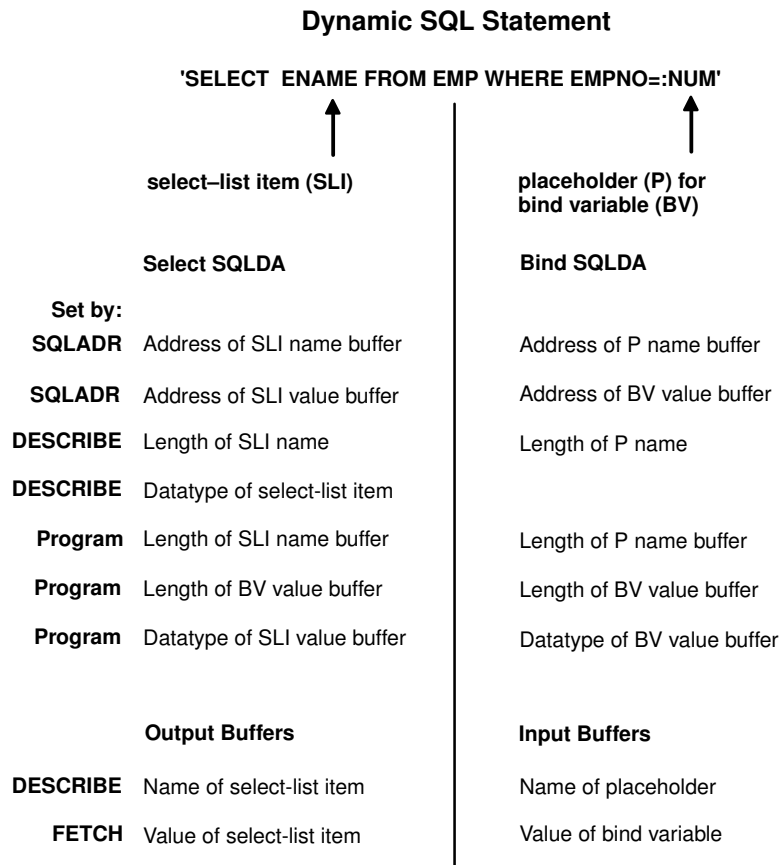 Dynamic SQL Statement
'SELECT ENAME FROM EMP WHERE EMPNO=:NUM'
select–list item (SLI)
placeholder (P) for
bind variable (BV)
Select SQLDA Bind SQLDA
Set by:
SQLADR Address of SLI name buffer Address of P name buffer
SQLADR Address of SLI value buffer Address of BV value buffer
DESCRIBE Length of SLI name Length of P name
DESCRIBE Datatype of select-list item
Program Length of SLI name buffer Length of P name buffer
Program Length of BV value buffer Length of BV value buffer
Program Datatype of SLI value buffer Datatype of BV value buffer
Output Buffers Input Buffers
DESCRIBE Name of select-list item Name of placeholder
FETCH Value of select-list item Value of bind variable